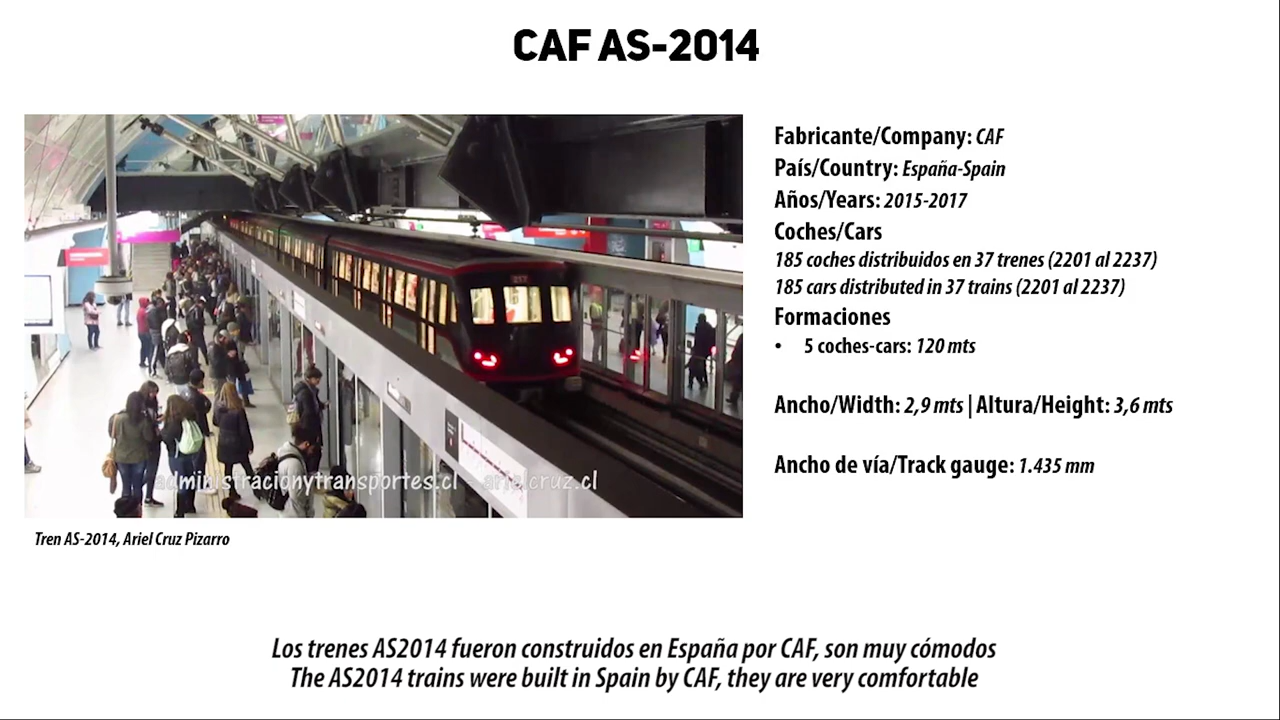 CAF AS-2014
Fabricante/Company: CAF
País/Country: España-Spain
Años/Years: 2015-2017
Coches/Cars
185 coches distribuidos en 37 trenes (2201 al 2237)
185 cars distributed in 37 trains (2201 al 2237)
Formaciones
• 5 coches-cars: 120 mts
Ancho/Width: 2,9 mts | Altura/Height: 3,6 mts
Ancho de vía/Track gauge: 1.435 mm
administracionytransportes.cl - arielcruz.cl
Tren AS-2014, Ariel Cruz Pizarro
Los trenes AS2014 fueron construidos en España por CAF, son muy cómodos
The AS2014 trains were built in Spain by CAF, they are very comfortable